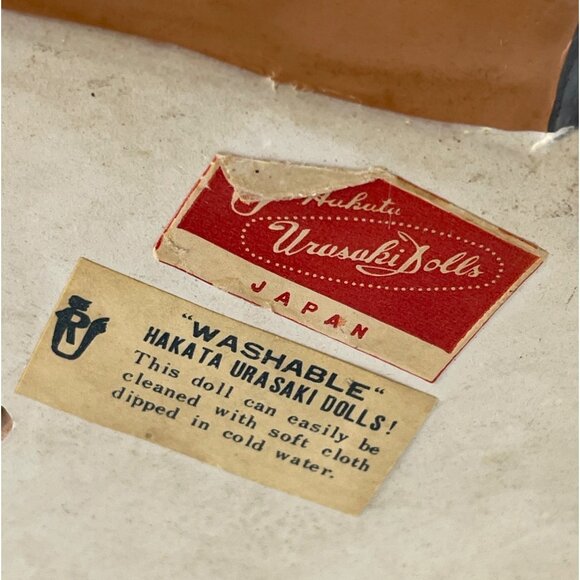 Hakata
Urasaki Dolls
JAPAN
R
"WASHABLE"
HAKATA URASAKI DOLLS!
This doll can easily be
cleaned with soft cloth
dipped in cold water.